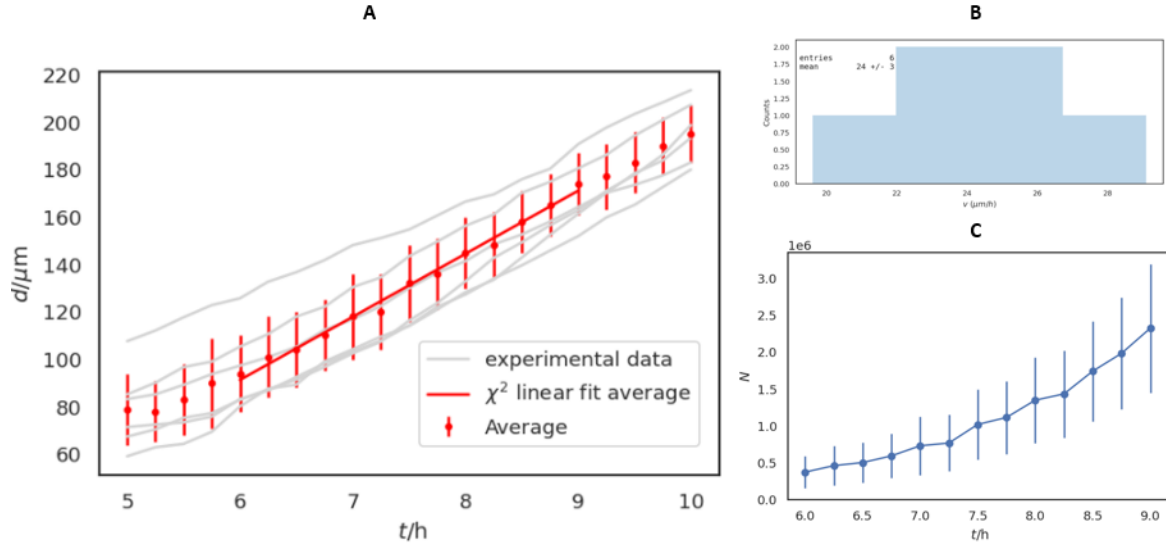 A
220
200
180
160
140
120
100
80
60
d/μm
5 6 7 8 9 10
t/h
experimental data
χ² linear fit average
Average
B
2.00
1.75
1.50
1.25
1.00
0.75
0.50
0.25
0.00
Counts
entries 6
mean 24 +/- 3
20 22 24 26 28
v (μm/h)
C
1e6
3.0
2.5
2.0
1.5
1.0
0.5
0.0
N
6.0 6.5 7.0 7.5 8.0 8.5 9.0
t/h